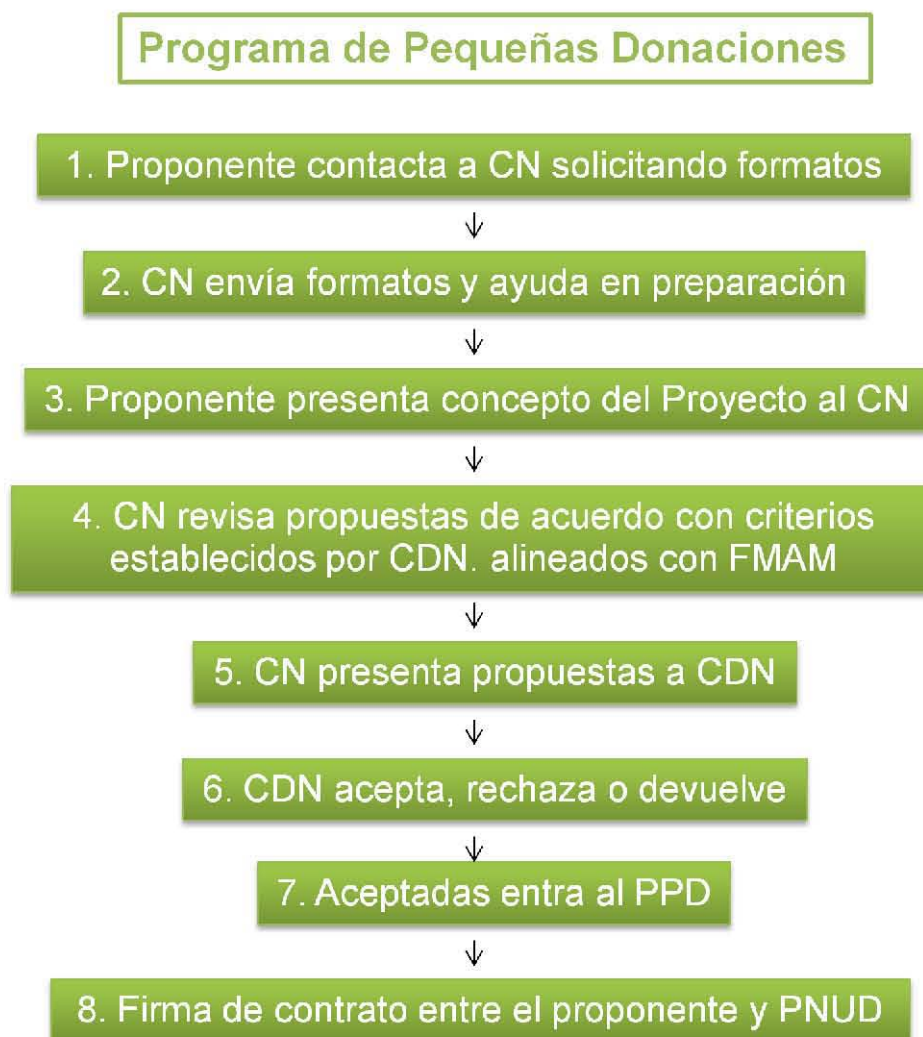 Programa de Pequeñas Donaciones
1. Proponente contacta a CN solicitando formatos
2. CN envía formatos y ayuda en preparación
3. Proponente presenta concepto del Proyecto al CN
4. CN revisa propuestas de acuerdo con criterios
establecidos por CDN. alineados con FMAM
5. CN presenta propuestas a CDN
6. CDN acepta, rechaza o devuelve
7. Aceptadas entra al PPD
8. Firma de contrato entre el proponente y PNUD